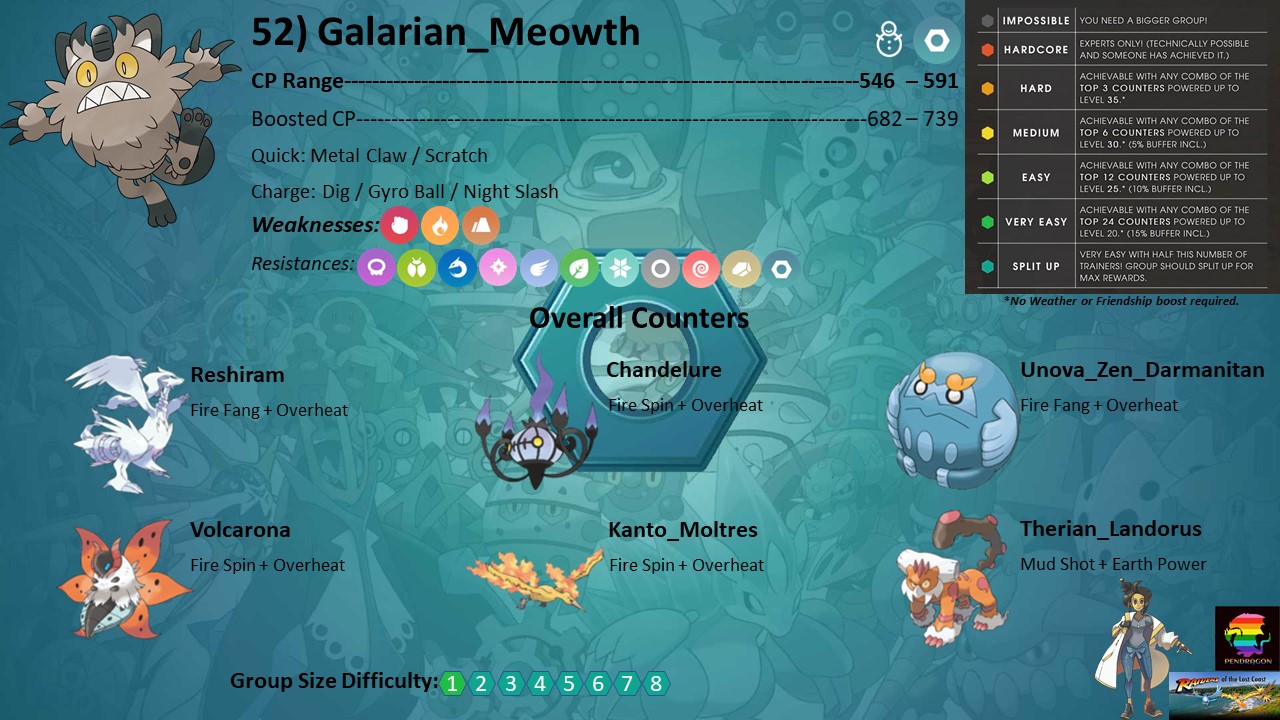 52) Galarian_Meowth
CP Range---546 – 591
Boosted CP---682 – 739
Quick: Metal Claw / Scratch
Charge: Dig / Gyro Ball / Night Slash
Weaknesses:
Resistances:
IMPOSSIBLE YOU NEED A BIGGER GROUP!
HARDCORE EXPERTS ONLY! (TECHNICALLY POSSIBLE
AND SOMEONE HAS ACHIEVED IT.)
HARD ACHIEVABLE WITH ANY COMBO OF THE
TOP 3 COUNTERS POWERED UP TO
LEVEL 35.*
MEDIUM ACHIEVABLE WITH ANY COMBO OF THE
TOP 6 COUNTERS POWERED UP TO
LEVEL 30.* (5% BUFFER INCL.)
EASY ACHIEVABLE WITH ANY COMBO OF THE
TOP 12 COUNTERS POWERED UP TO
LEVEL 25.* (10% BUFFER INCL.)
VERY EASY ACHIEVABLE WITH ANY COMBO OF THE
TOP 24 COUNTERS POWERED UP TO
LEVEL 20.* (15% BUFFER INCL.)
SPLIT UP VERY EASY WITH HALF THIS NUMBER OF
TRAINERS! GROUP SHOULD SPLIT UP FOR
MAX REWARDS.
*No Weather or Friendship boost required.
Overall Counters
Reshiram
Fire Fang + Overheat
Chandelure
Fire Spin + Overheat
Unova_Zen_Darmanitan
Fire Fang + Overheat
Volcarona
Fire Spin + Overheat
Kanto_Moltres
Fire Spin + Overheat
Therian_Landorus
Mud Shot + Earth Power
Group Size Difficulty: 1 2 3 4 5 6 7 8
PENDRAGON
RAIDERS of the Lost Coast